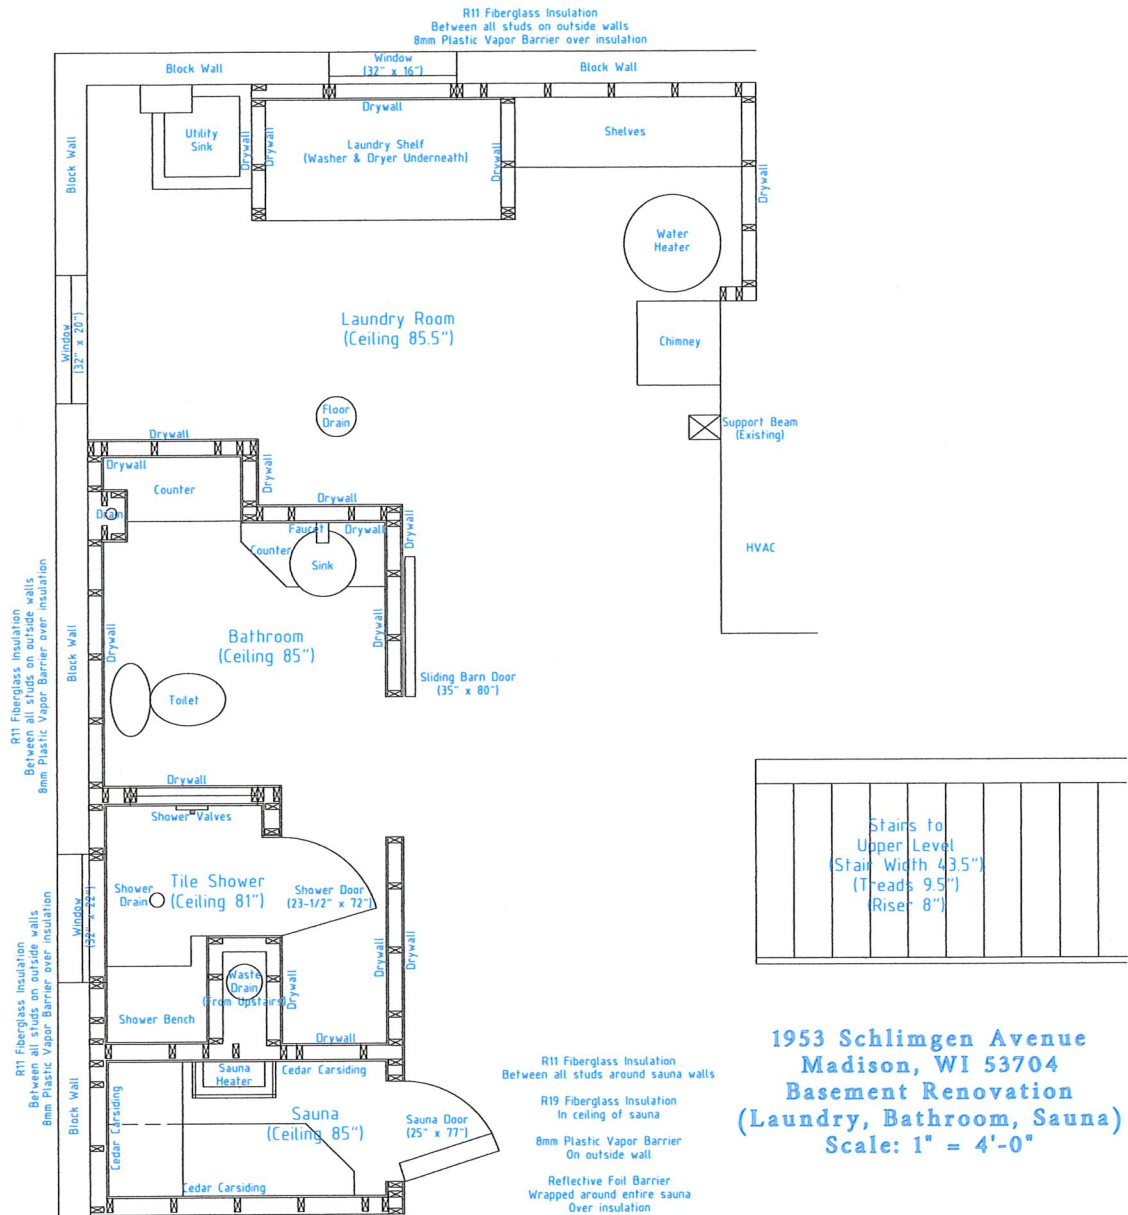 R11 Fiberglass Insulation
Between all studs on outside walls
8mm Plastic Vapor Barrier over insulation
Block Wall
Window
(32" x 16")
Block Wall
Drywall
Utility
Sink
Drywall
Drywall
Laundry Shelf
(Washer & Dryer Underneath)
Drywall
Shelves
Block Wall
Drywall
Water
Heater
Laundry Room
(Ceiling 85.5")
Window
(32" x 20")
Chimney
Floor
Drain
Support Beam
(Existing)
Drywall
Drywall
Counter
Drywall
Drain
Drywall
Faucet
Drywall
Drywall
Counter
Sink
HVAC
R11 Fiberglass Insulation
Between all studs on outside walls
8mm Plastic Vapor Barrier over insulation
Block Wall
Drywall
Bathroom
(Ceiling 85")
Drywall
Sliding Barn Door
(35" x 80")
Toilet
Drywall
Shower Valves
Stairs to
Upper Level
(Stair Width 43.5")
(Treads 9.5")
(Riser 8")
Tile Shower
(Ceiling 81")
Shower
Drain
Shower Door
(23-1/2" x 72")
Window
(32" x 22")
Drywall
Drywall
Waste
Drain
(From Upstairs)
Drywall
Shower Bench
Drywall
R11 Fiberglass Insulation
Between all studs on outside walls
8mm Plastic Vapor Barrier over insulation
Block Wall
Sauna
Heater
Cedar Carsiding
Cedar Carsiding
Sauna
(Ceiling 85")
Sauna Door
(25" x 77")
Cedar Carsiding
R11 Fiberglass Insulation
Between all studs around sauna walls
R19 Fiberglass Insulation
In ceiling of sauna
8mm Plastic Vapor Barrier
On outside wall
Reflective Foil Barrier
Wrapped around entire sauna
Over insulation
1953 Schlimgen Avenue
Madison, WI 53704
Basement Renovation
(Laundry, Bathroom, Sauna)
Scale: 1" = 4'-0"